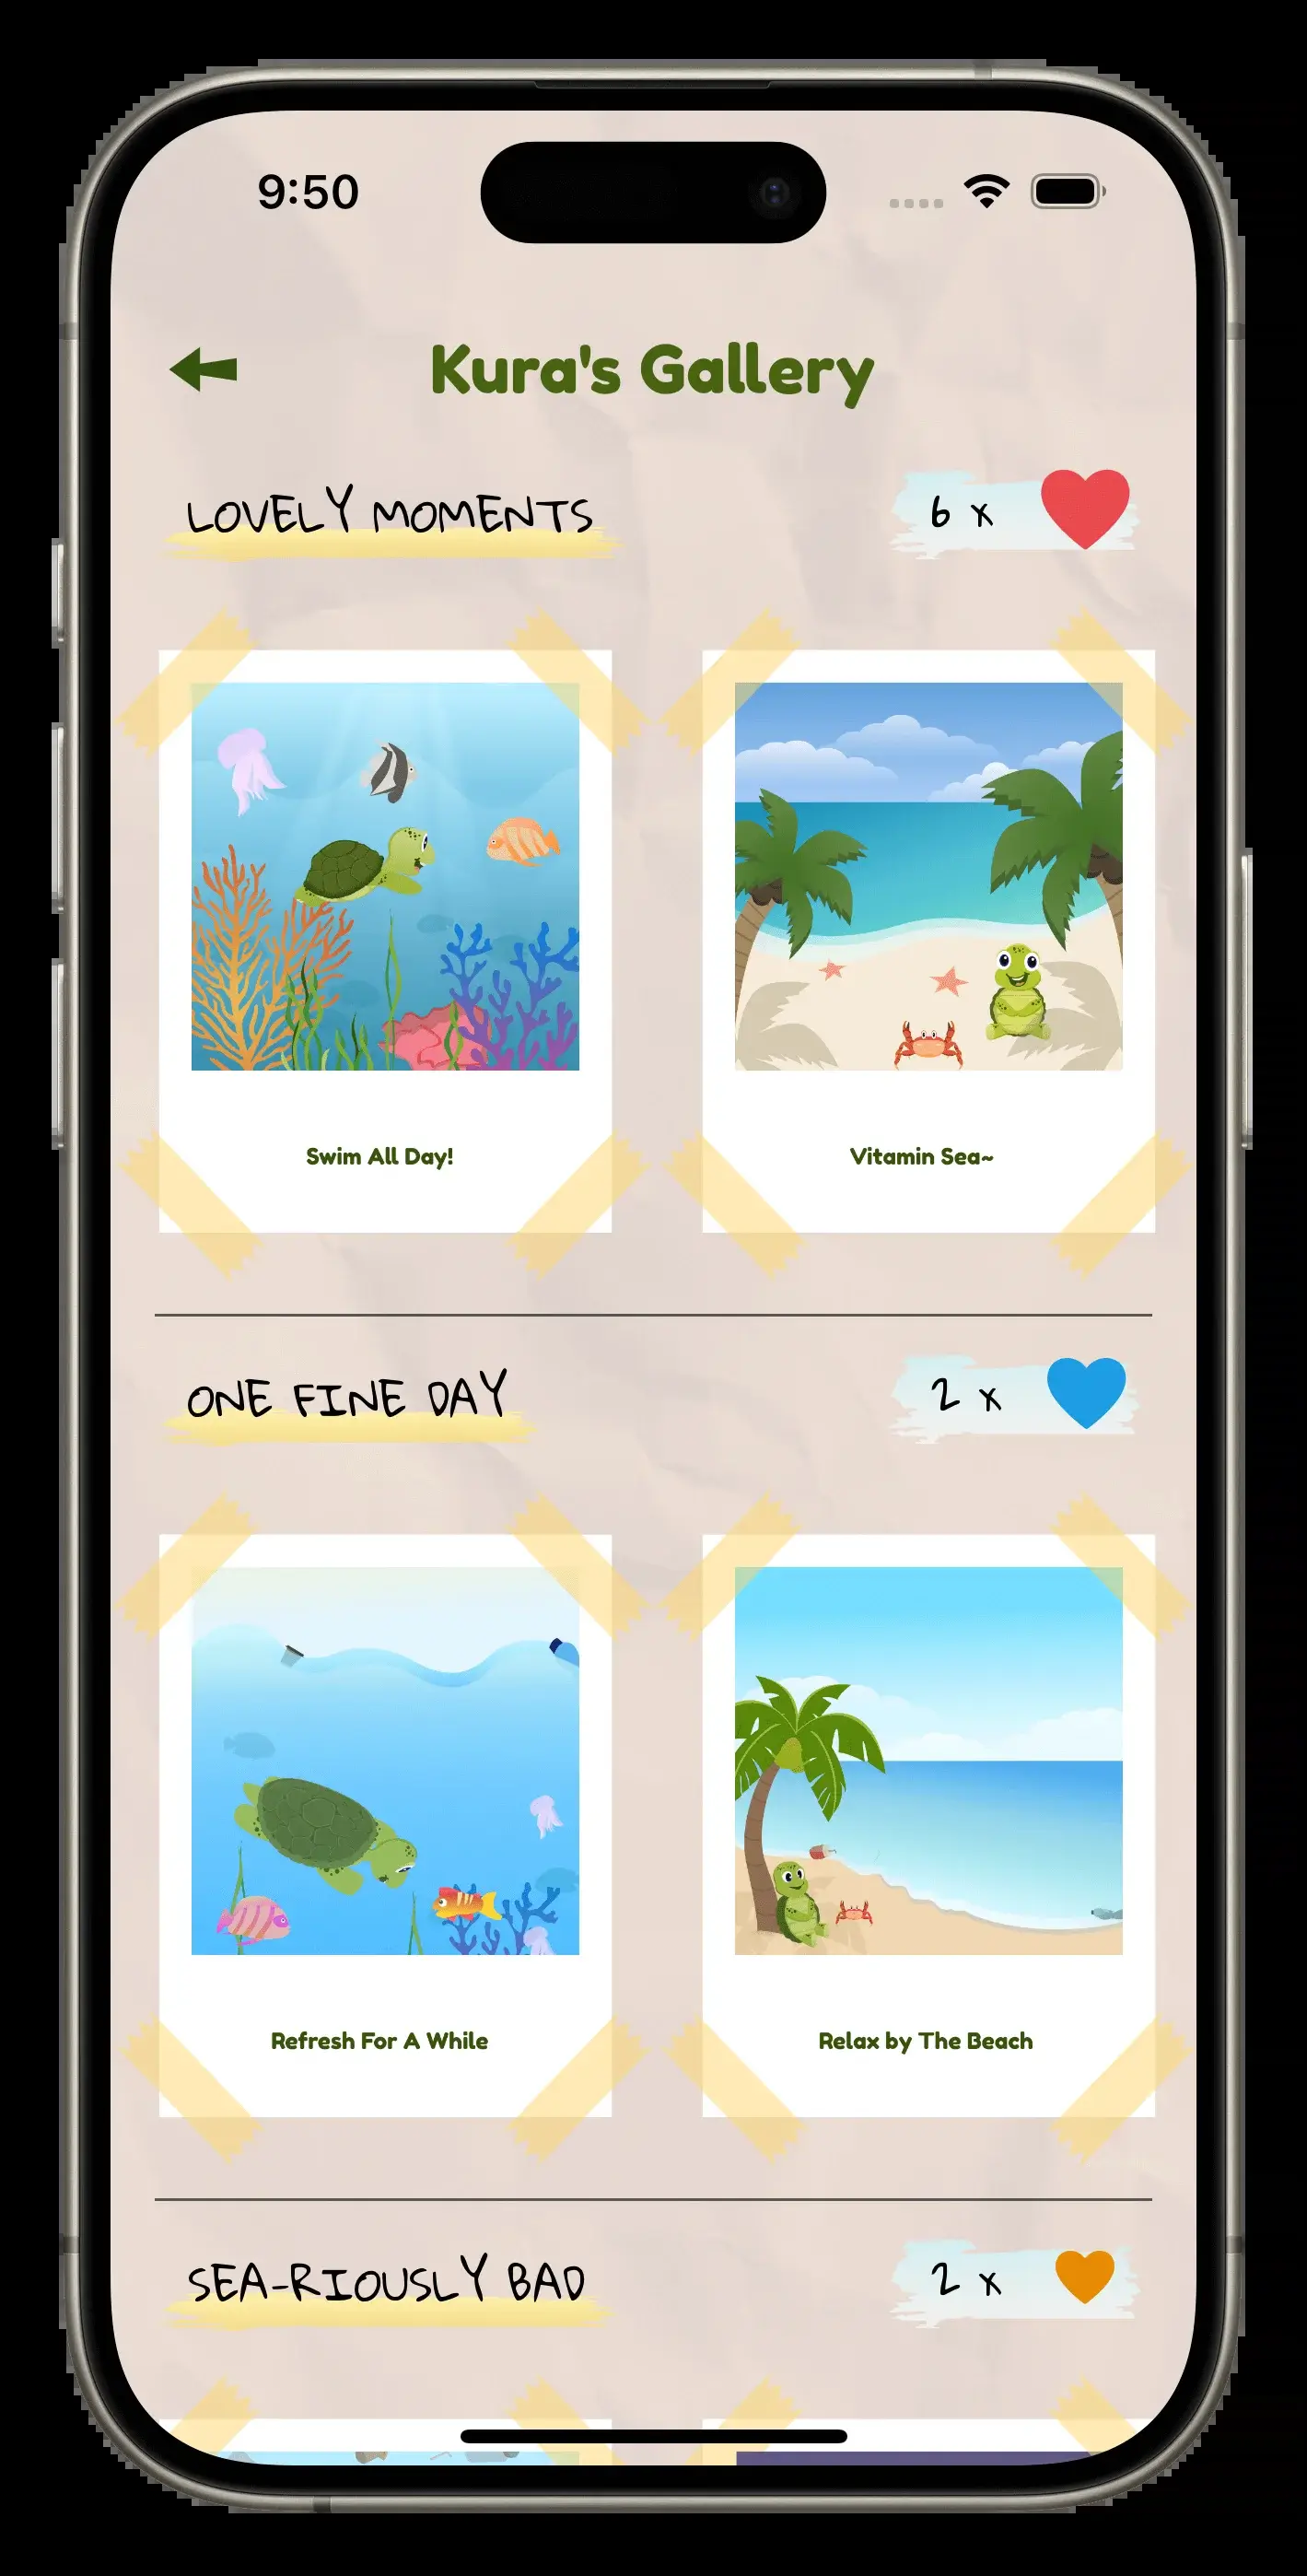 9:50
Kura's Gallery
LOVELY MOMENTS
6 x
Swim All Day!
Vitamin Sea~
ONE FINE DAY
2 x
Refresh For A While
Relax by The Beach
SEA-RIOUSLY BAD
2 x